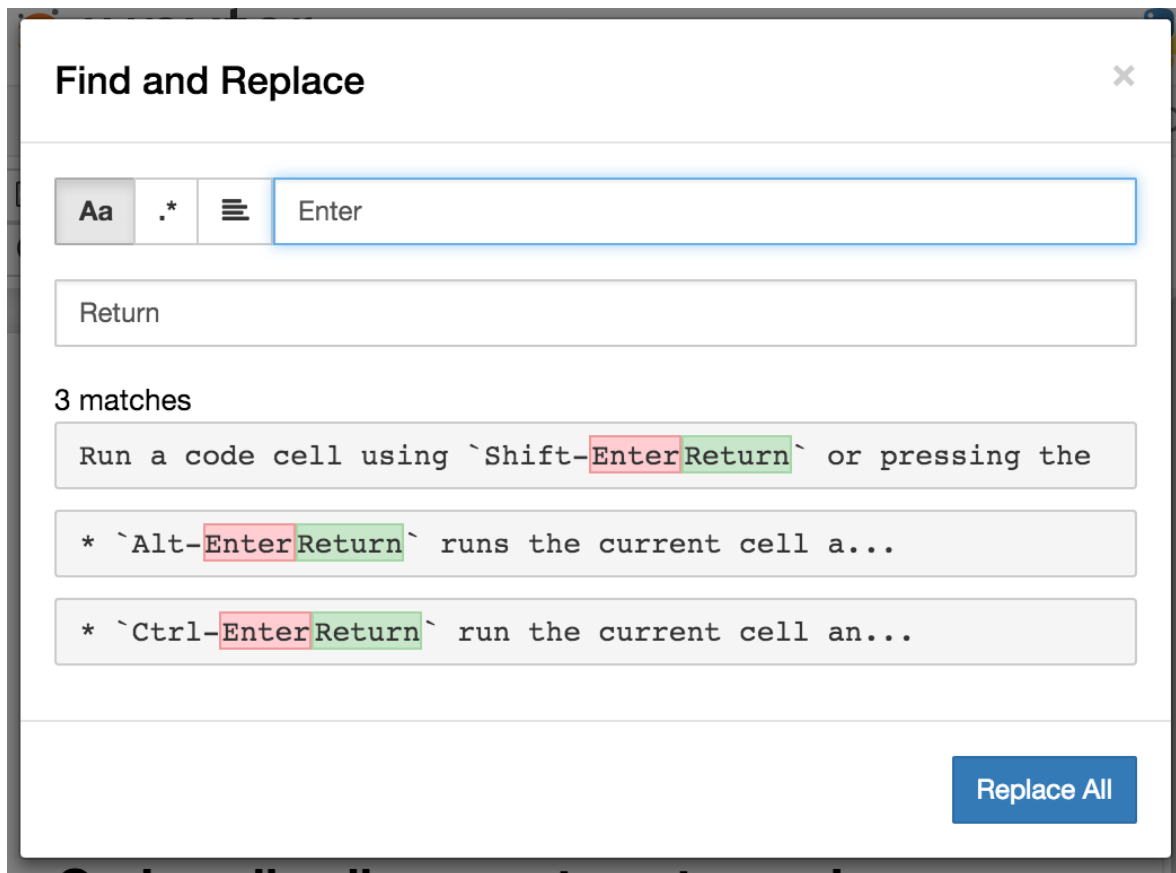 Find and Replace ×
Aa .* Enter
Return
3 matches
Run a code cell using `Shift-EnterReturn` or pressing the
* `Alt-EnterReturn` runs the current cell a...
* `Ctrl-EnterReturn` run the current cell an...
Replace All